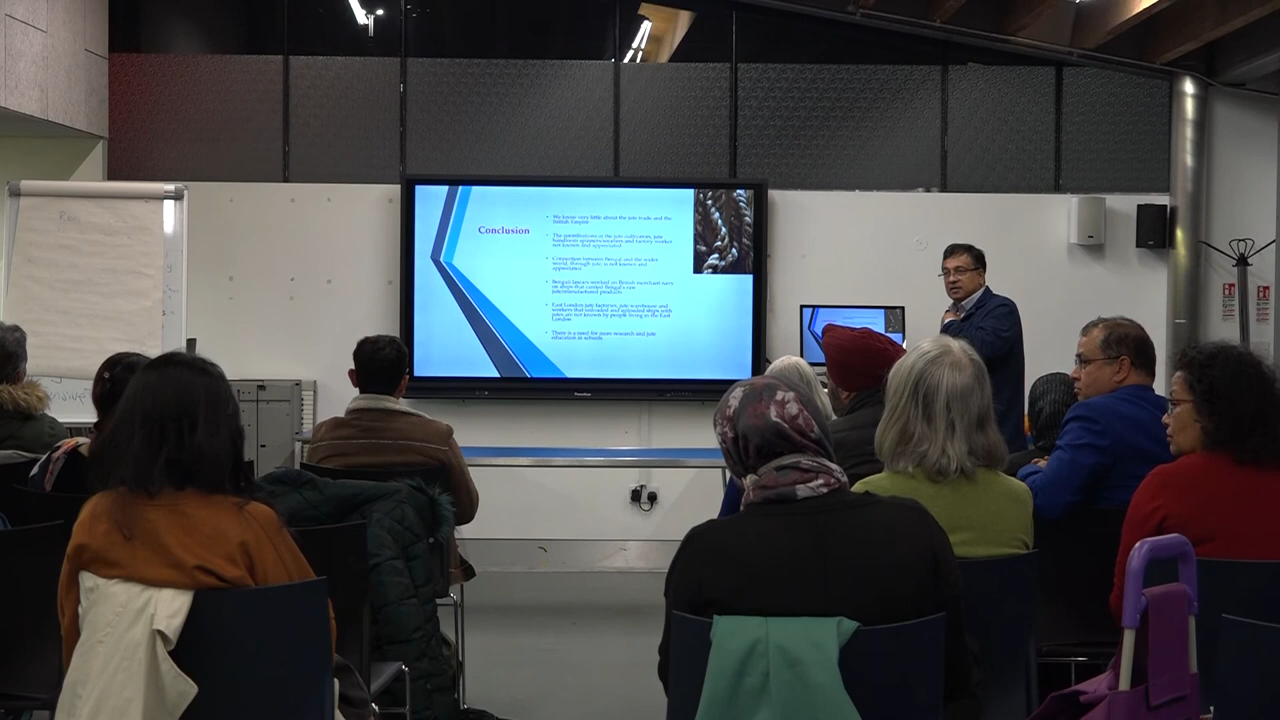 Conclusion
We know very little about the jute trade and the
British Empire
The contributions of the jute cultivators, jute
handloom spinners/weavers and factory worker
not known and appreciated
Connection between Bengal and the wider
world, through jute, is not known and
appreciated
Bengali lascars worked on British merchant navy
on ships that carried Bengal's raw
jute/manufactured products
East London jute factories, jute warehouse and
workers that unloaded and uploaded ships with
jutes are not known by people living in the East
London
There is a need for more research and jute
education in schools